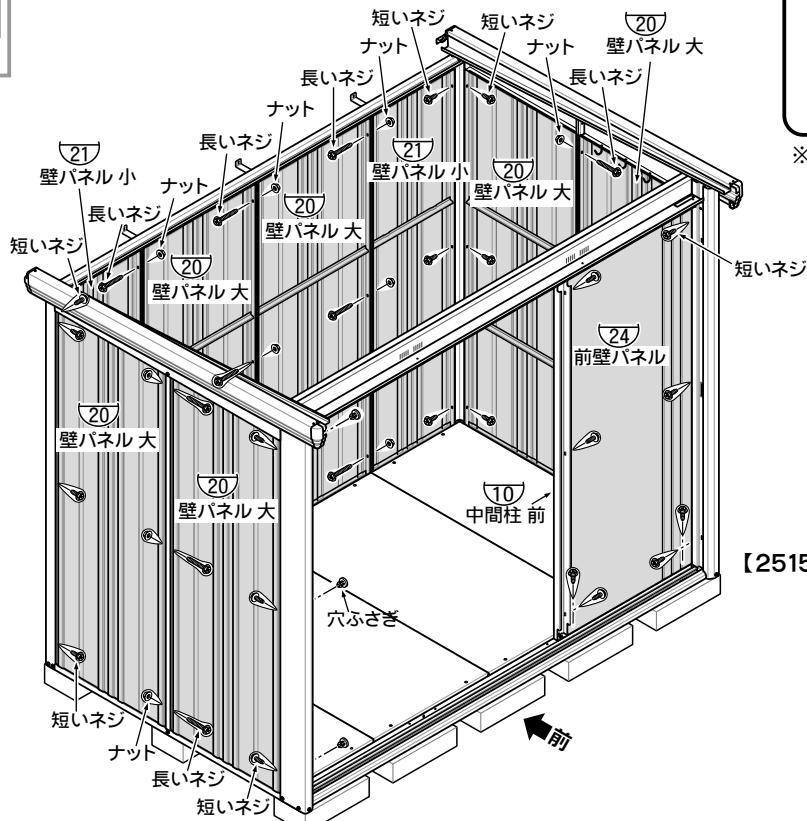 短いネジ
短いネジ
20
壁パネル 大
ナット
ナット
長いネジ
長いネジ
ナット
長いネジ
21
壁パネル 小
20
壁パネル 大
※
21
壁パネル 小
ナット
長いネジ
20
壁パネル 大
短いネジ
20
壁パネル 大
短いネジ
24
前壁パネル
20
壁パネル 大
20
壁パネル 大
10
中間柱 前
【2515
穴ふさぎ
短いネジ
ナット
長いネジ
短いネジ
前